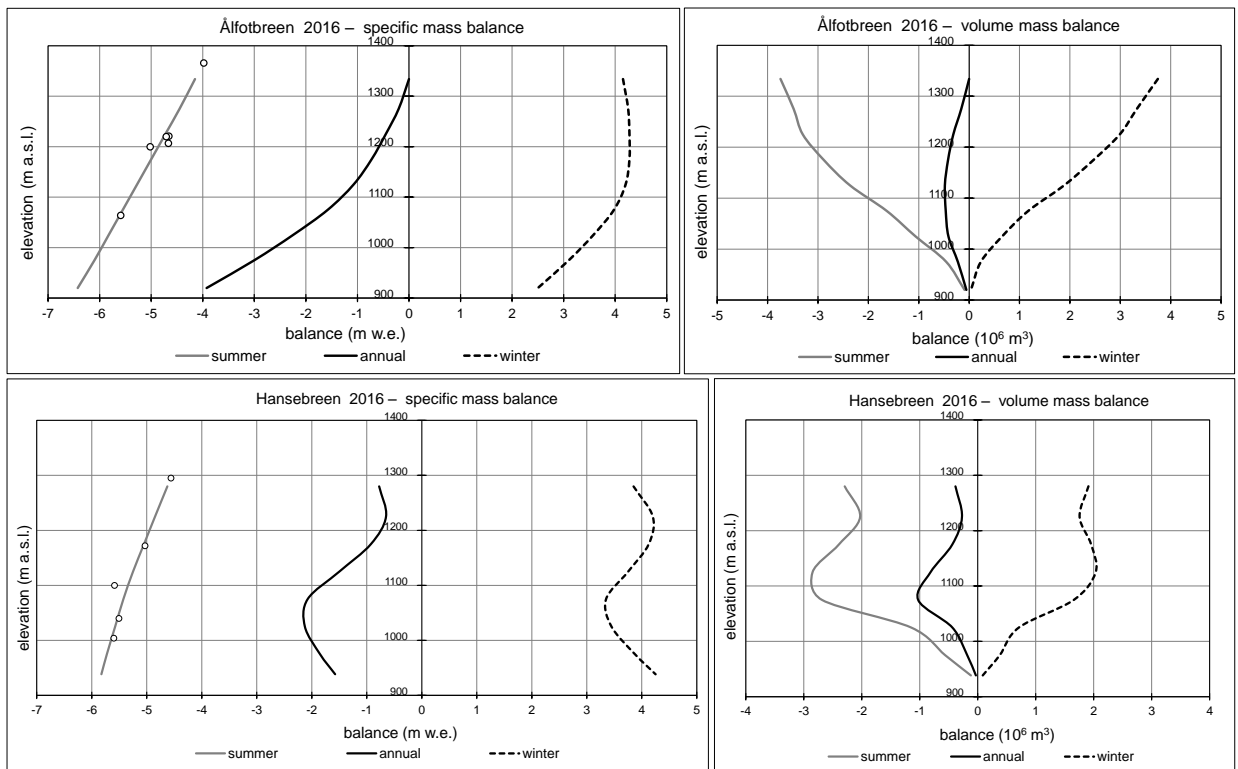 Ålfotbreen 2016 – specific mass balance
1400
1300
1200
1100
1000
900
elevation (m a.s.l.)
-7 -6 -5 -4 -3 -2 -1 0 1 2 3 4 5
balance (m w.e.)
summer annual winter
Ålfotbreen 2016 – volume mass balance
1400
1300
1200
1100
1000
900
elevation (m a.s.l.)
-5 -4 -3 -2 -1 0 1 2 3 4 5
balance (10⁶ m³)
summer annual winter
Hansebreen 2016 – specific mass balance
1400
1300
1200
1100
1000
900
elevation (m a.s.l.)
-7 -6 -5 -4 -3 -2 -1 0 1 2 3 4 5
balance (m w.e.)
summer annual winter
Hansebreen 2016 – volume mass balance
1400
1300
1200
1100
1000
900
elevation (m a.s.l.)
-4 -3 -2 -1 0 1 2 3 4
balance (10⁶ m³)
summer annual winter